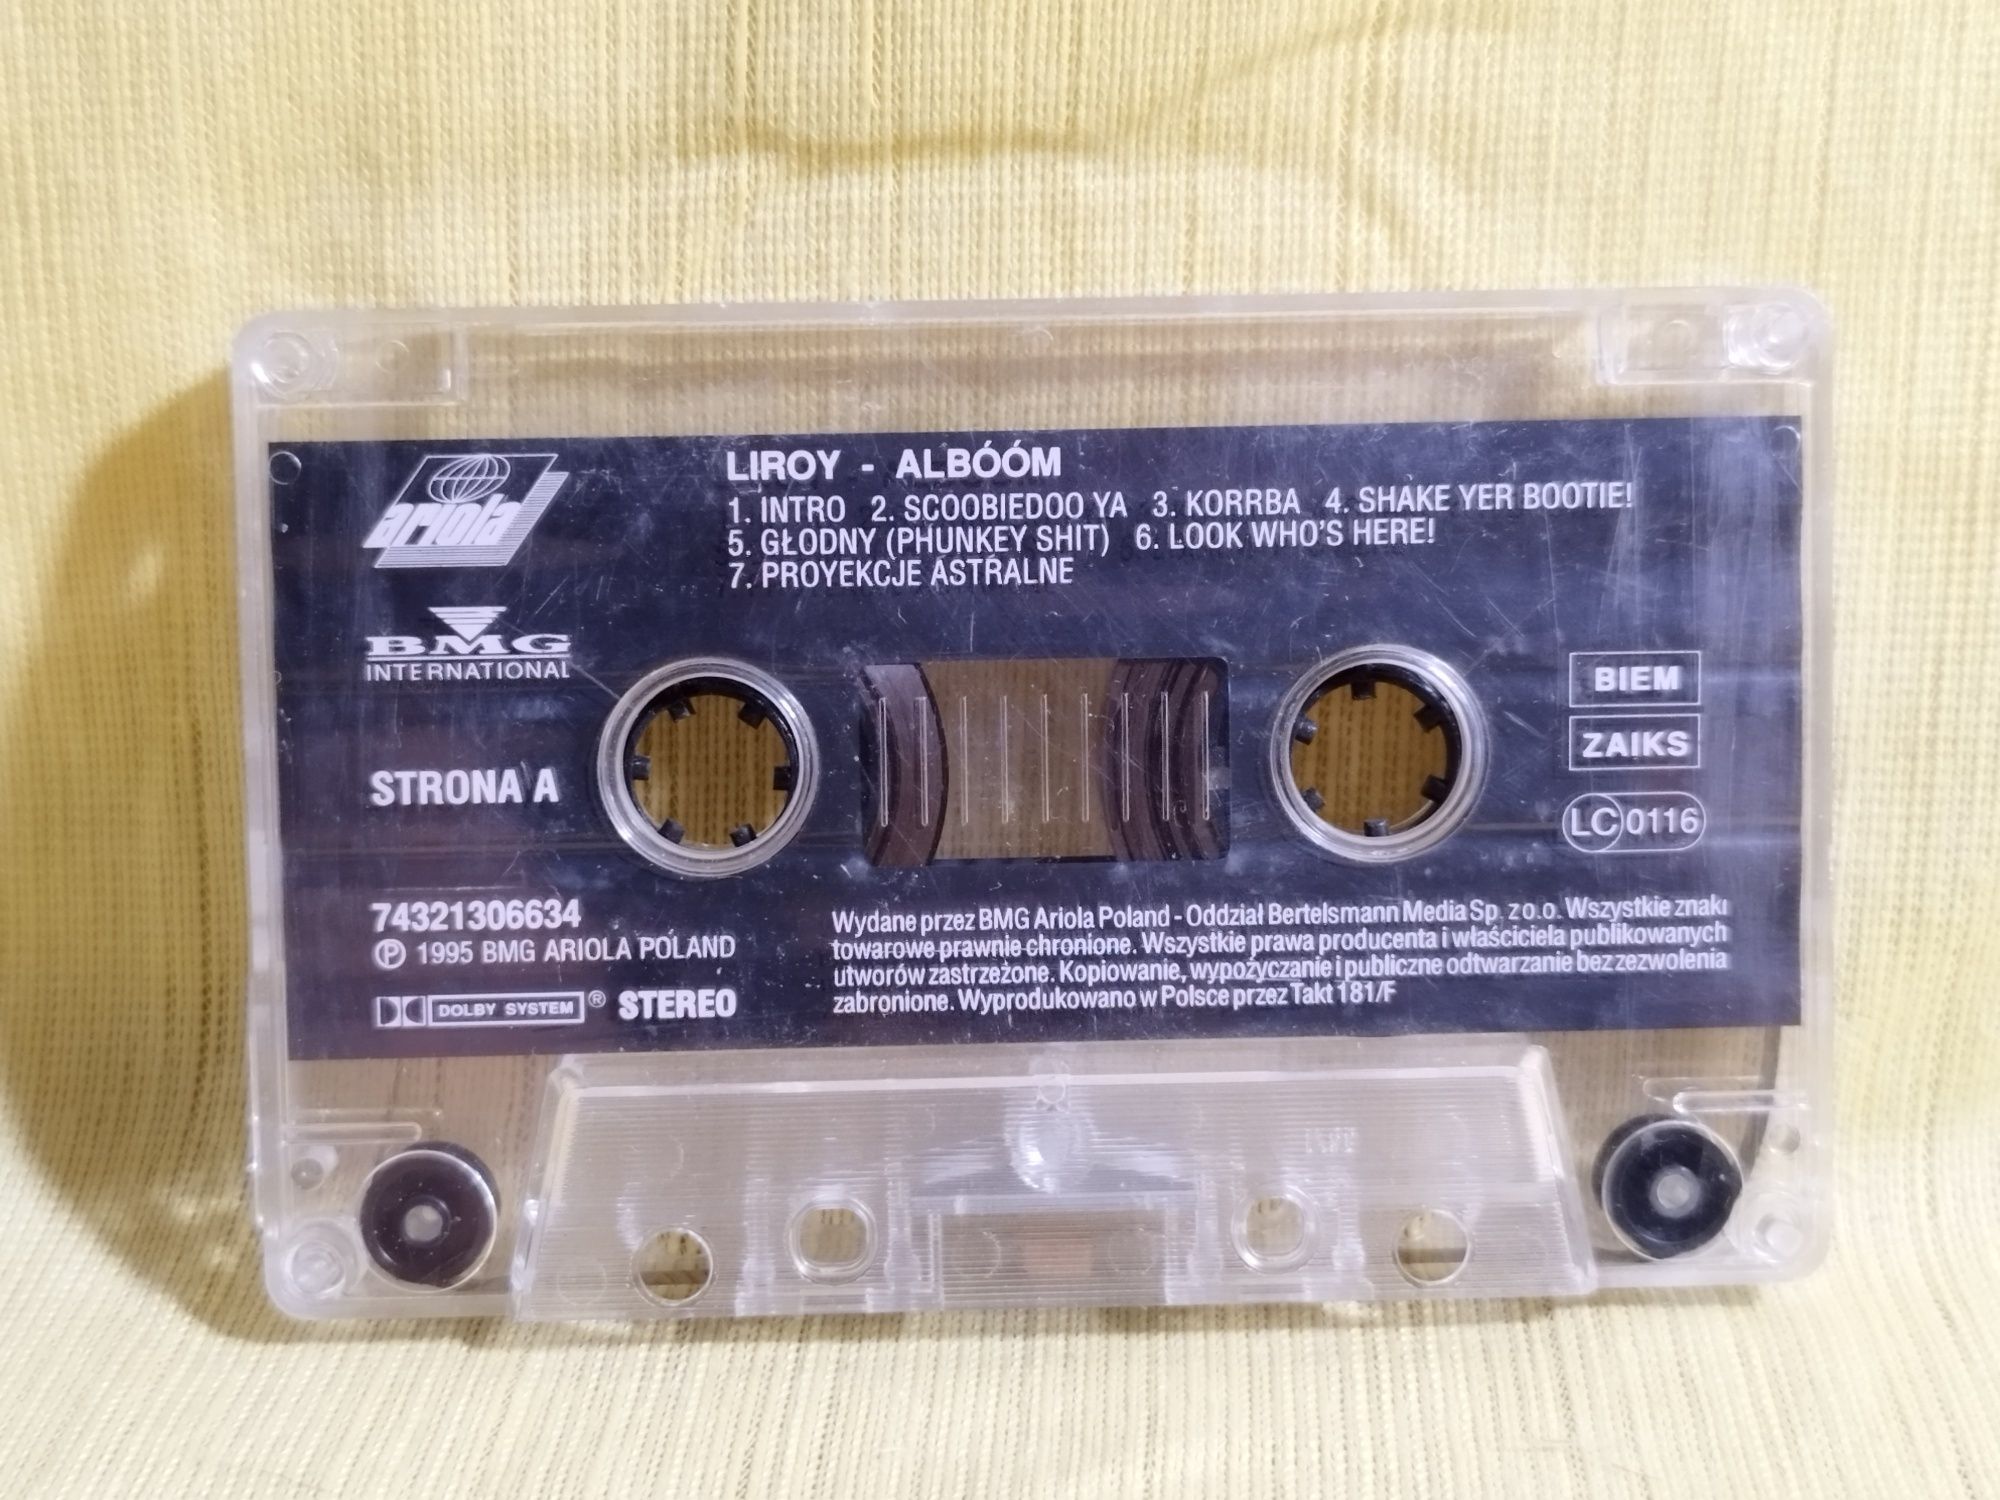 LIROY - ALBÓÓM
1. INTRO 2. SCOOBIEDOO YA 3. KORRBA 4. SHAKE YER BOOTIE!
5. GŁODNY (PHUNKEY SHIT) 6. LOOK WHO'S HERE!
7. PROYEKCJE ASTRALNE
ariola
BMG
INTERNATIONAL
STRONA A
BIEM
ZAIKS
LC 0116
74321306634
Ⓟ 1995 BMG ARIOLA POLAND
DOLBY SYSTEM ® STEREO
Wydane przez BMG Ariola Poland - Oddział Bertelsmann Media Sp. z o.o. Wszystkie znaki
towarowe prawnie chronione. Wszystkie prawa producenta i właściciela publikowanych
utworów zastrzeżone. Kopiowanie, wypożyczanie i publiczne odtwarzanie bez zezwolenia
zabronione. Wyprodukowano w Polsce przez Takt 181/F